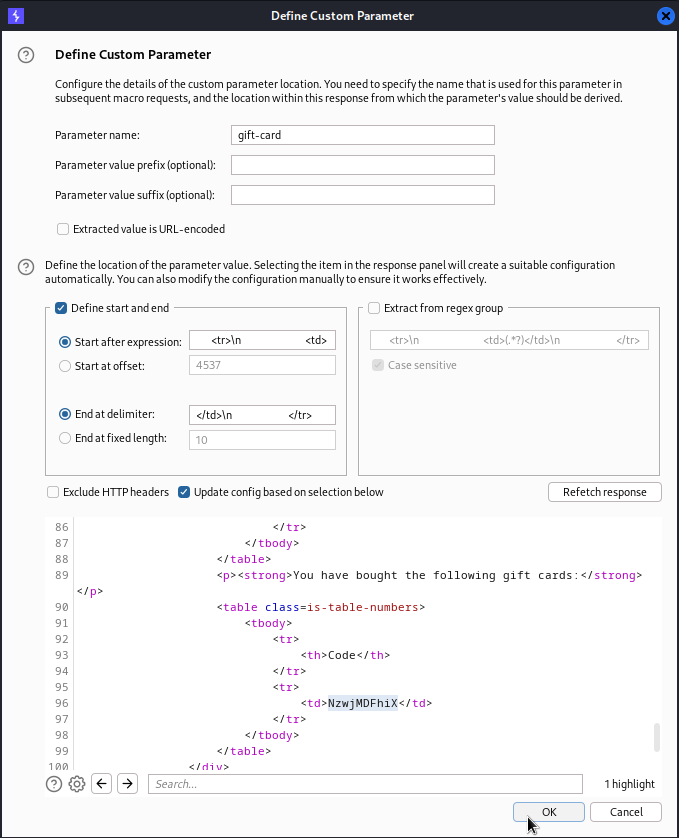 Define Custom Parameter
Define Custom Parameter
Configure the details of the custom parameter location. You need to specify the name that is used for this parameter in
subsequent macro requests, and the location within this response from which the parameter's value should be derived.
Parameter name: gift-card
Parameter value prefix (optional):
Parameter value suffix (optional):
Extracted value is URL-encoded
Define the location of the parameter value. Selecting the item in the response panel will create a suitable configuration
automatically. You can also modify the configuration manually to ensure it works effectively.
Define start and end
Start after expression: <tr>\n <td>
Start at offset: 4537
End at delimiter: </td>\n </tr>
End at fixed length: 10
Extract from regex group
<tr>\n <td>(.*?)</td>\n </tr>
Case sensitive
Exclude HTTP headers Update config based on selection below Refetch response
86 </tr>
87 </tbody>
88 </table>
89 <p><strong>You have bought the following gift cards:</strong>
</p>
90 <table class=is-table-numbers>
91 <tbody>
92 <tr>
93 <th>Code</th>
94 </tr>
95 <tr>
96 <td>NzwjMDFhiX</td>
97 </tr>
98 </tbody>
99 </table>
100 </div>
Search... 1 highlight
OK Cancel